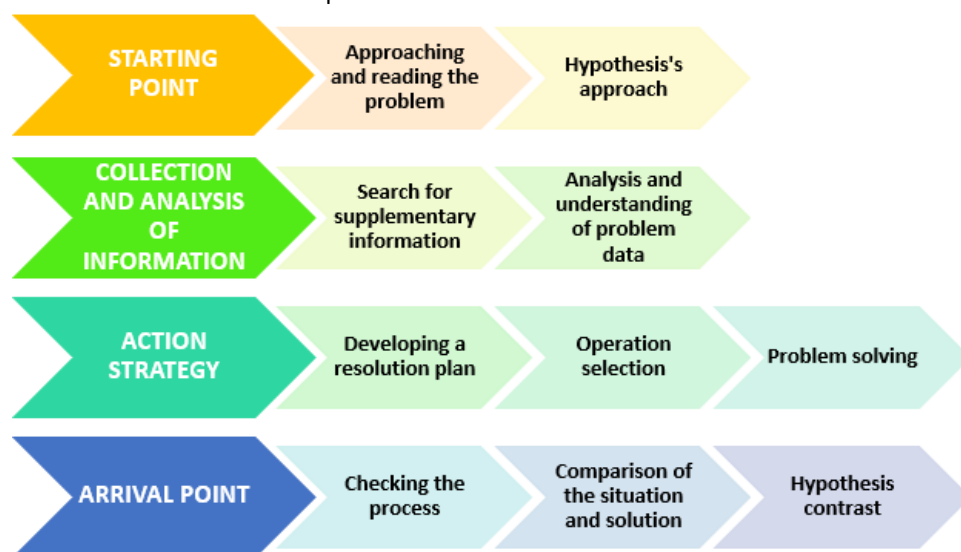 STARTING
POINT
Approaching
and reading the
problem
Hypothesis's
approach
COLLECTION
AND ANALYSIS
OF
INFORMATION
Search for
supplementary
information
Analysis and
understanding
of problem
data
ACTION
STRATEGY
Developing a
resolution plan
Operation
selection
Problem solving
ARRIVAL POINT
Checking the
process
Comparison of
the situation
and solution
Hypothesis
contrast